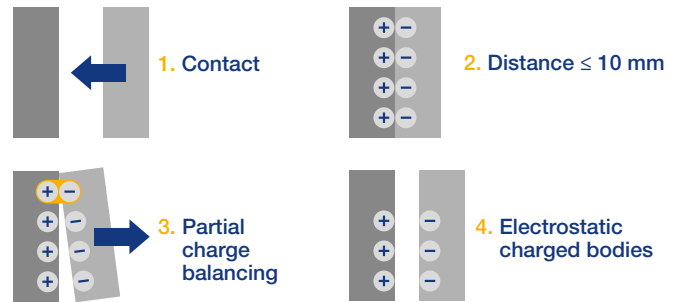 1. Contact
+ −
+ −
+ −
+ −
2. Distance ≤ 10 mm
+ −
+ −
+ −
+ −
3. Partial
charge
balancing
+ −
+ −
+ −
4. Electrostatic
charged bodies